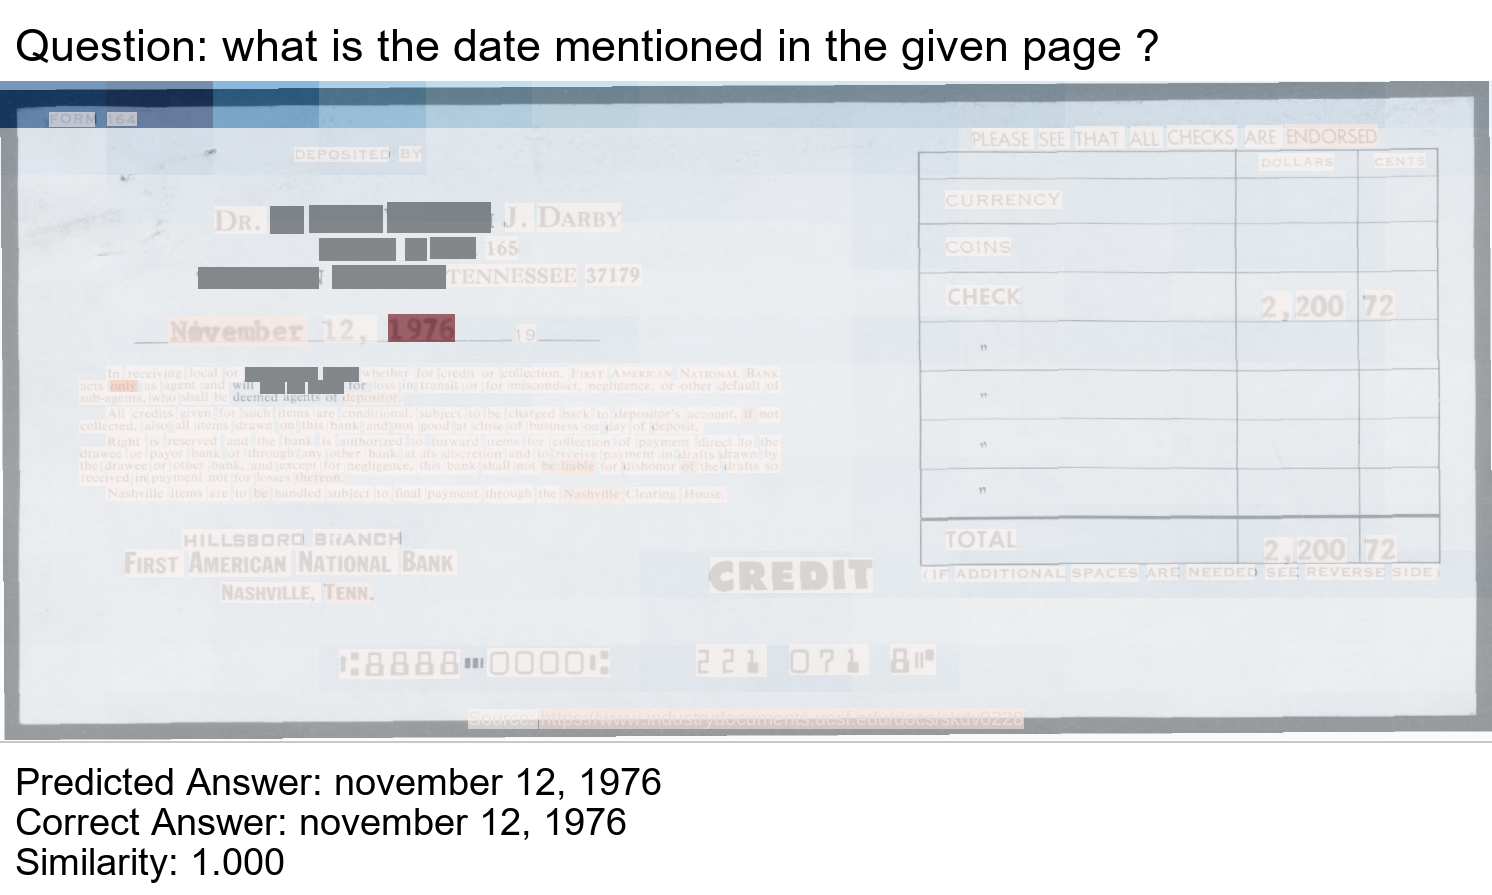 Question: what is the date mentioned in the given page ?
FORM 164
DEPOSITED BY
DR. J. DARBY
165
TENNESSEE 37179
November 12, 1976 19
In receiving local or whether for credit or collection, FIRST AMERICAN NATIONAL BANK
acts only as agent and will for loss in transit or for misconduct, negligence, or other default of
sub-agents, who shall be deemed agents of depositor.
All credits given for such items are conditional, subject to be charged back to depositor's account, if not
collected, also all items drawn on this bank and not good at close of business on day of deposit.
Right is reserved and the bank is authorized to forward items for collection of payment direct to the
drawee or payor bank or through any other bank at its discretion and to receive payment in drafts drawn by
the drawee or other bank, and except for negligence, this bank shall not be liable for dishonor of the drafts so
received in payment nor for losses thereon.
Nashville items are to be handled subject to final payment through the Nashville Clearing House.
HILLSBORO BRANCH
FIRST AMERICAN NATIONAL BANK
NASHVILLE, TENN.
CREDIT
PLEASE SEE THAT ALL CHECKS ARE ENDORSED
DOLLARS CENTS
CURRENCY
COINS
CHECK 2,200 72
"
"
"
"
TOTAL 2,200 72
(IF ADDITIONAL SPACES ARE NEEDED SEE REVERSE SIDE)
⑆8888⑉0000⑆ 221 071 8⑈
Source: https://www.industrydocuments.ucsf.edu/docs/skdv0228
Predicted Answer: november 12, 1976
Correct Answer: november 12, 1976
Similarity: 1.000